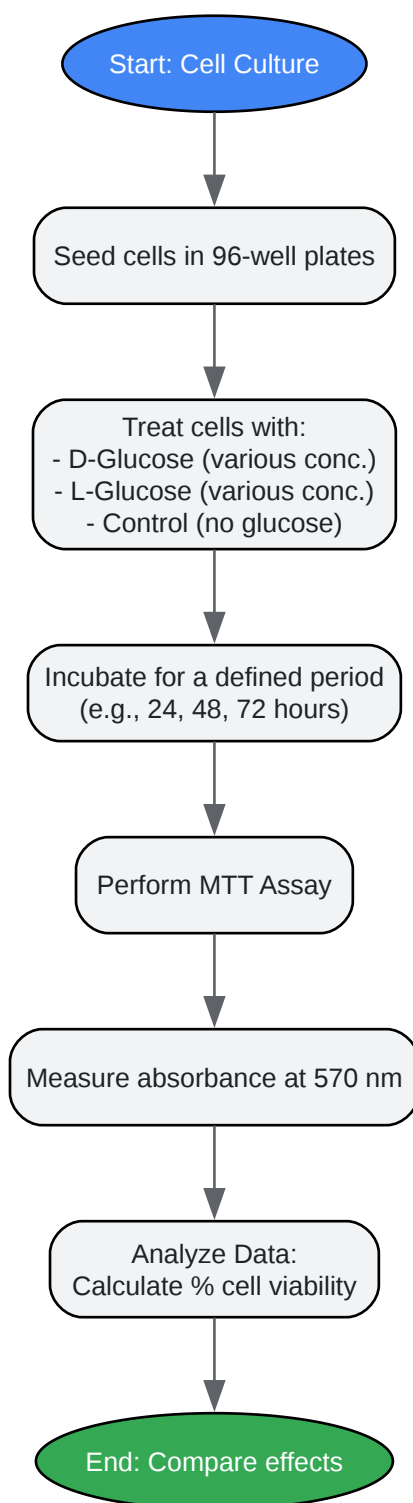 Start: Cell Culture
Seed cells in 96-well plates
Treat cells with:
- D-Glucose (various conc.)
- L-Glucose (various conc.)
- Control (no glucose)
Incubate for a defined period
(e.g., 24, 48, 72 hours)
Perform MTT Assay
Measure absorbance at 570 nm
Analyze Data:
Calculate % cell viability
End: Compare effects